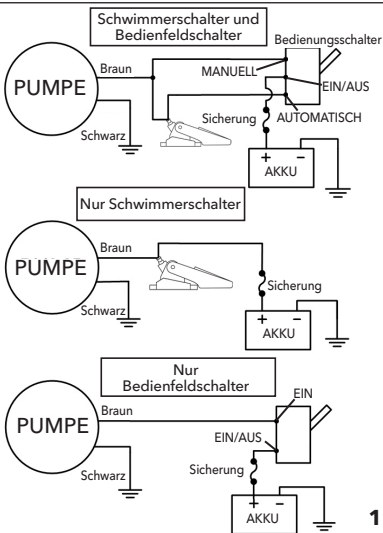 Schwimmerschalter und
Bedienfeldschalter
Bedienungsschalter
Braun
MANUELL
PUMPE
EIN/AUS
Sicherung
AUTOMATISCH
Schwarz
+ −
AKKU
Nur Schwimmerschalter
Braun
PUMPE
Sicherung
Schwarz
+ −
AKKU
Nur
Bedienfeldschalter
EIN
Braun
PUMPE
EIN/AUS
Sicherung
Schwarz
+ −
AKKU
1